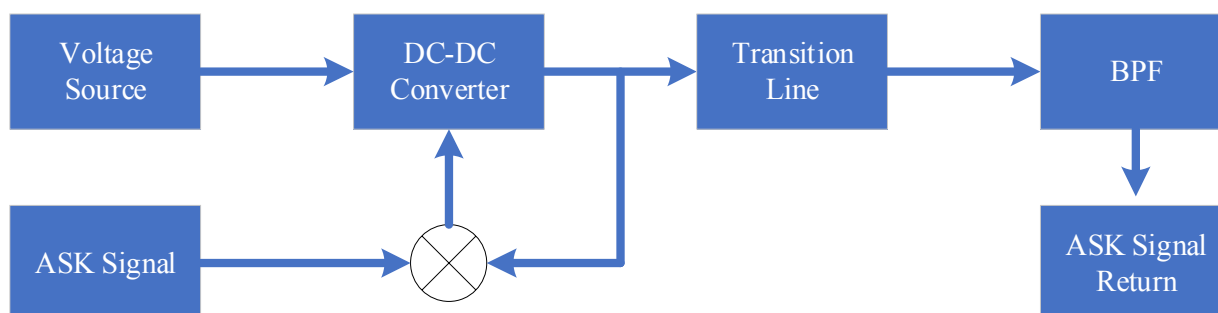 Voltage
Source
DC-DC
Converter
Transition
Line
BPF
ASK Signal
ASK Signal
Return